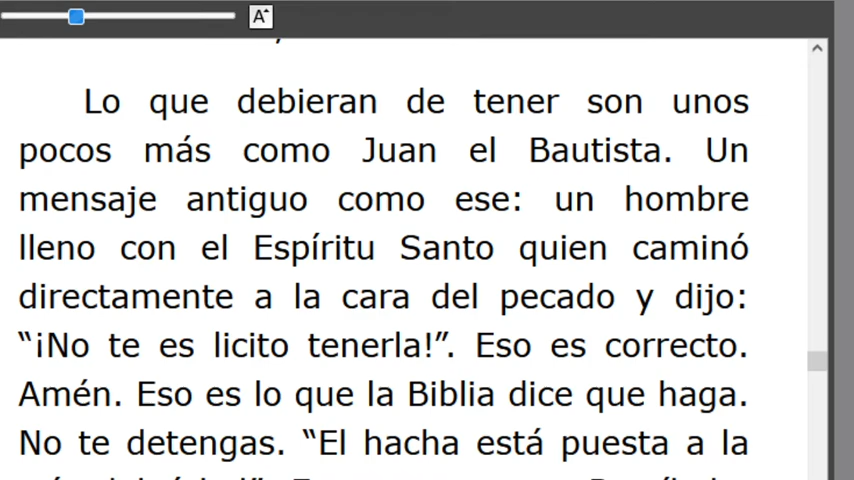 A
Lo que debieran de tener son unos
pocos más como Juan el Bautista. Un
mensaje antiguo como ese: un hombre
lleno con el Espíritu Santo quien caminó
directamente a la cara del pecado y dijo:
“¡No te es licito tenerla!”. Eso es correcto.
Amén. Eso es lo que la Biblia dice que haga.
No te detengas. “El hacha está puesta a la